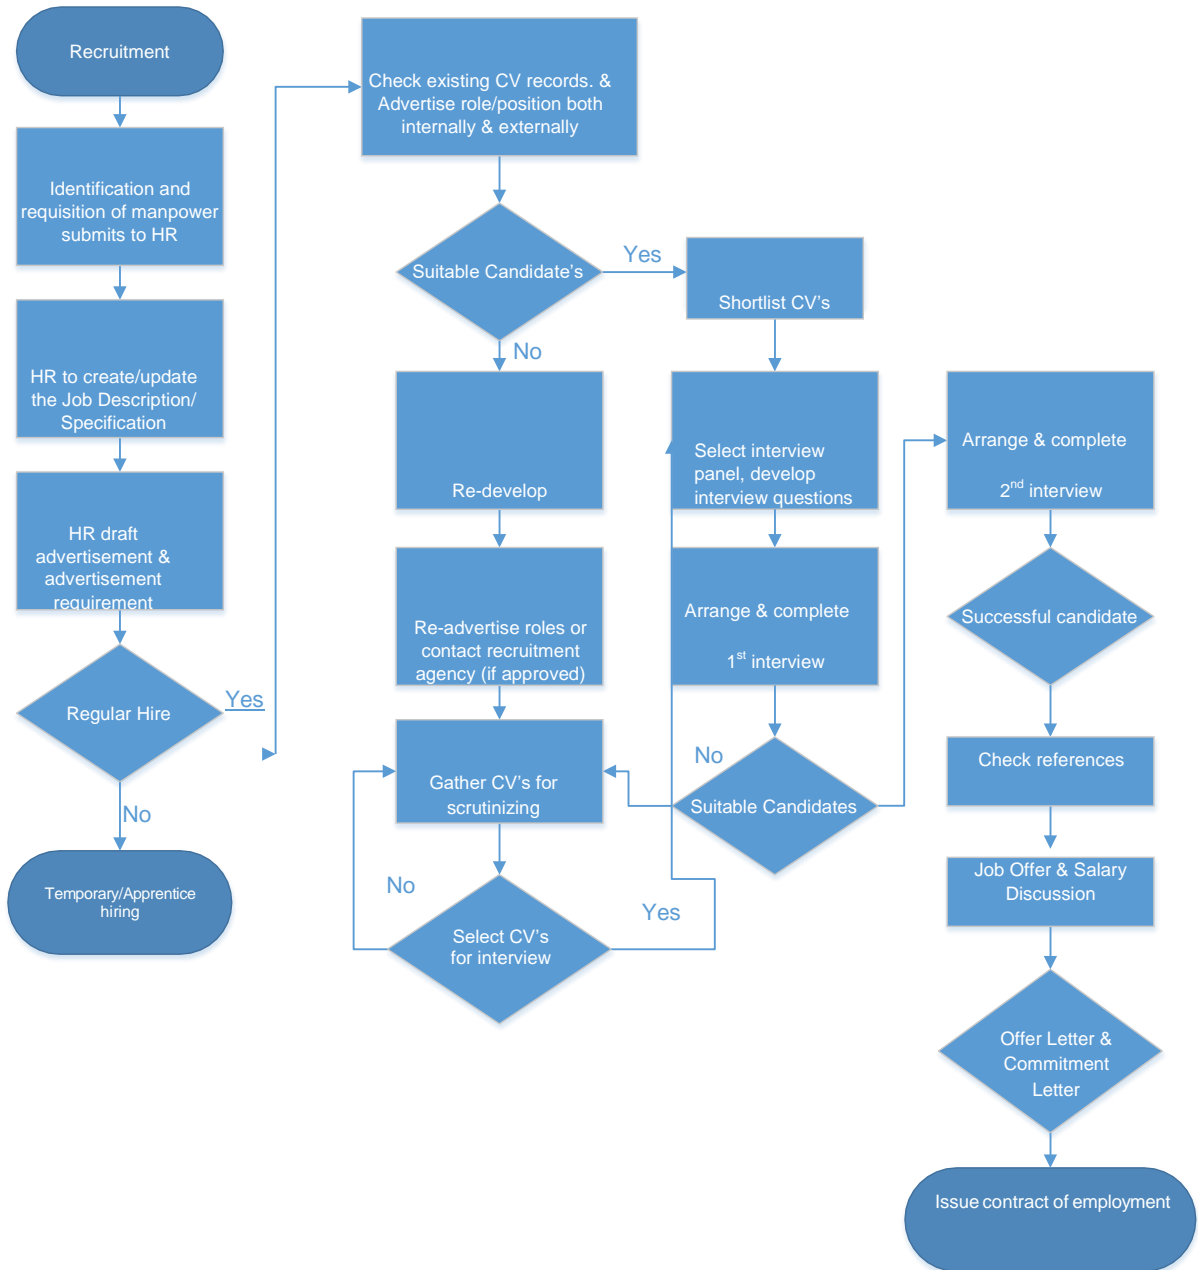 Recruitment
Identification and
requisition of manpower
submits to HR
HR to create/update
the Job Description/
Specification
HR draft
advertisement &
advertisement
requirement
Regular Hire
Yes
No
Temporary/Apprentice
hiring
Check existing CV records. &
Advertise role/position both
internally & externally
Suitable Candidate's
Yes
No
Re-develop
Re-advertise roles or
contact recruitment
agency (if approved)
Gather CV's for
scrutinizing
No
Select CV's
for interview
Yes
Shortlist CV's
Select interview
panel, develop
interview questions
Arrange & complete
1st interview
No
Suitable Candidates
Arrange & complete
2nd interview
Successful candidate
Check references
Job Offer & Salary
Discussion
Offer Letter &
Commitment
Letter
Issue contract of employment